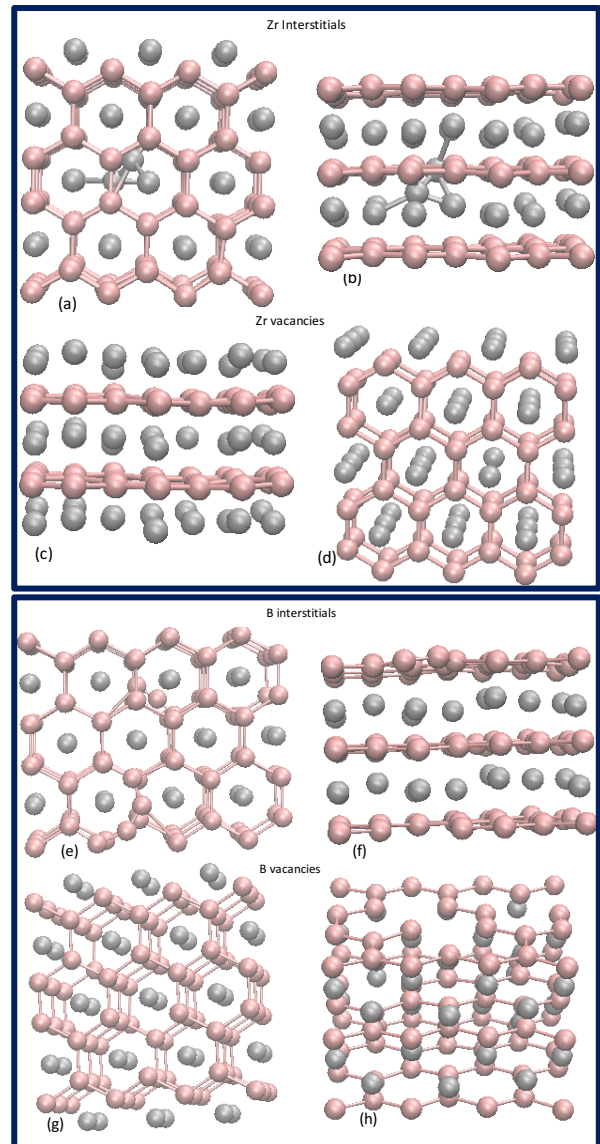 Zr Interstitials
(a)
(b)
Zr vacancies
(c)
(d)
B interstitials
(e)
(f)
B vacancies
(g)
(h)